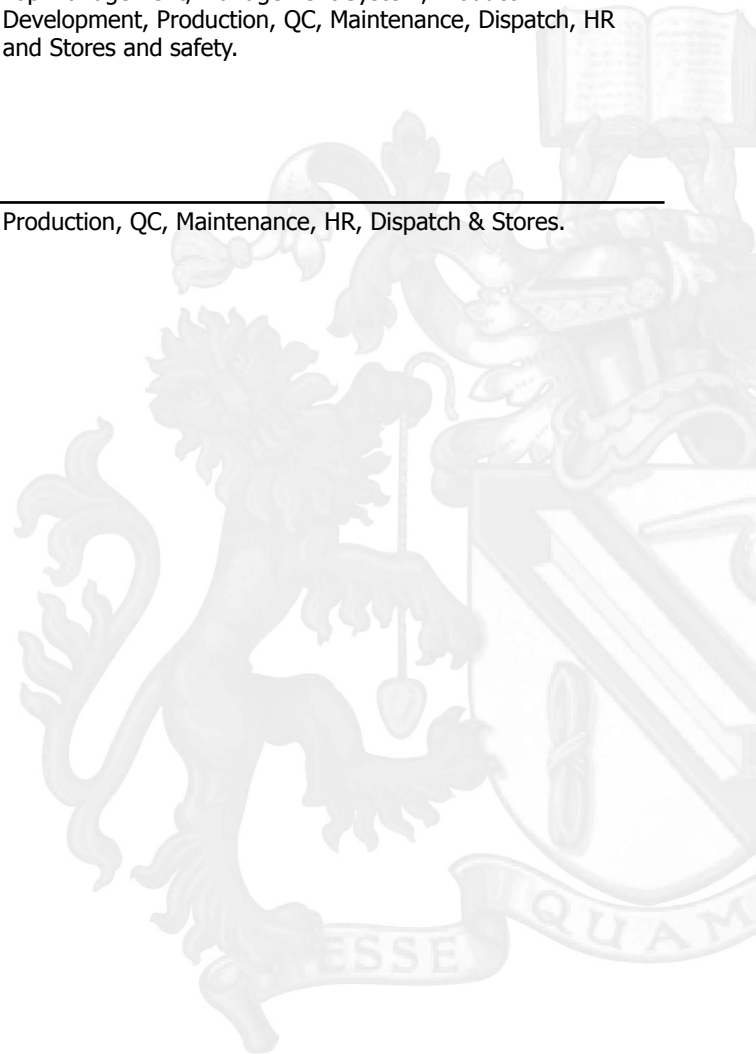 Development, Production, QC, Maintenance, Dispatch, HR
and Stores and safety.
Production, QC, Maintenance, HR, Dispatch & Stores.
ESSE
QUAM